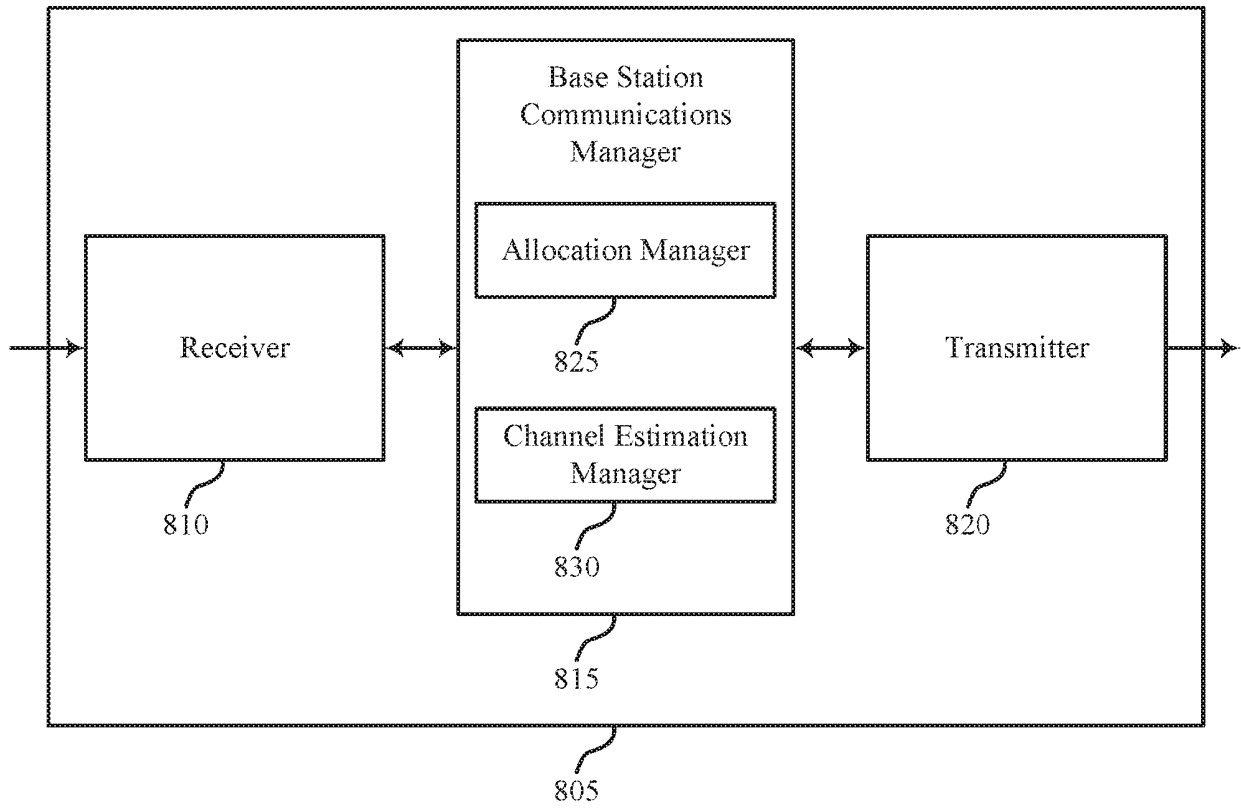 Base Station
Communications
Manager
Allocation Manager
825
Receiver
810
Transmitter
820
Channel Estimation
Manager
830
815
805